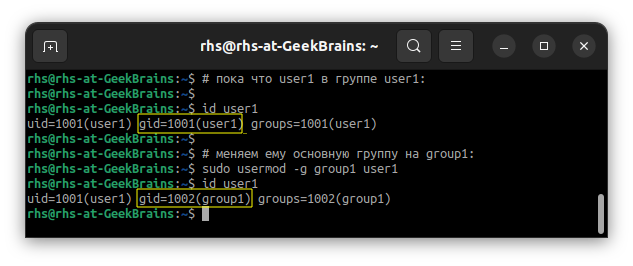 rhs@rhs-at-GeekBrains: ~
rhs@rhs-at-GeekBrains:~$ # пока что user1 в группе user1:
rhs@rhs-at-GeekBrains:~$
rhs@rhs-at-GeekBrains:~$ id user1
uid=1001(user1) gid=1001(user1) groups=1001(user1)
rhs@rhs-at-GeekBrains:~$
rhs@rhs-at-GeekBrains:~$ # меняем ему основную группу на group1:
rhs@rhs-at-GeekBrains:~$ sudo usermod -g group1 user1
rhs@rhs-at-GeekBrains:~$ id user1
uid=1001(user1) gid=1002(group1) groups=1002(group1)
rhs@rhs-at-GeekBrains:~$